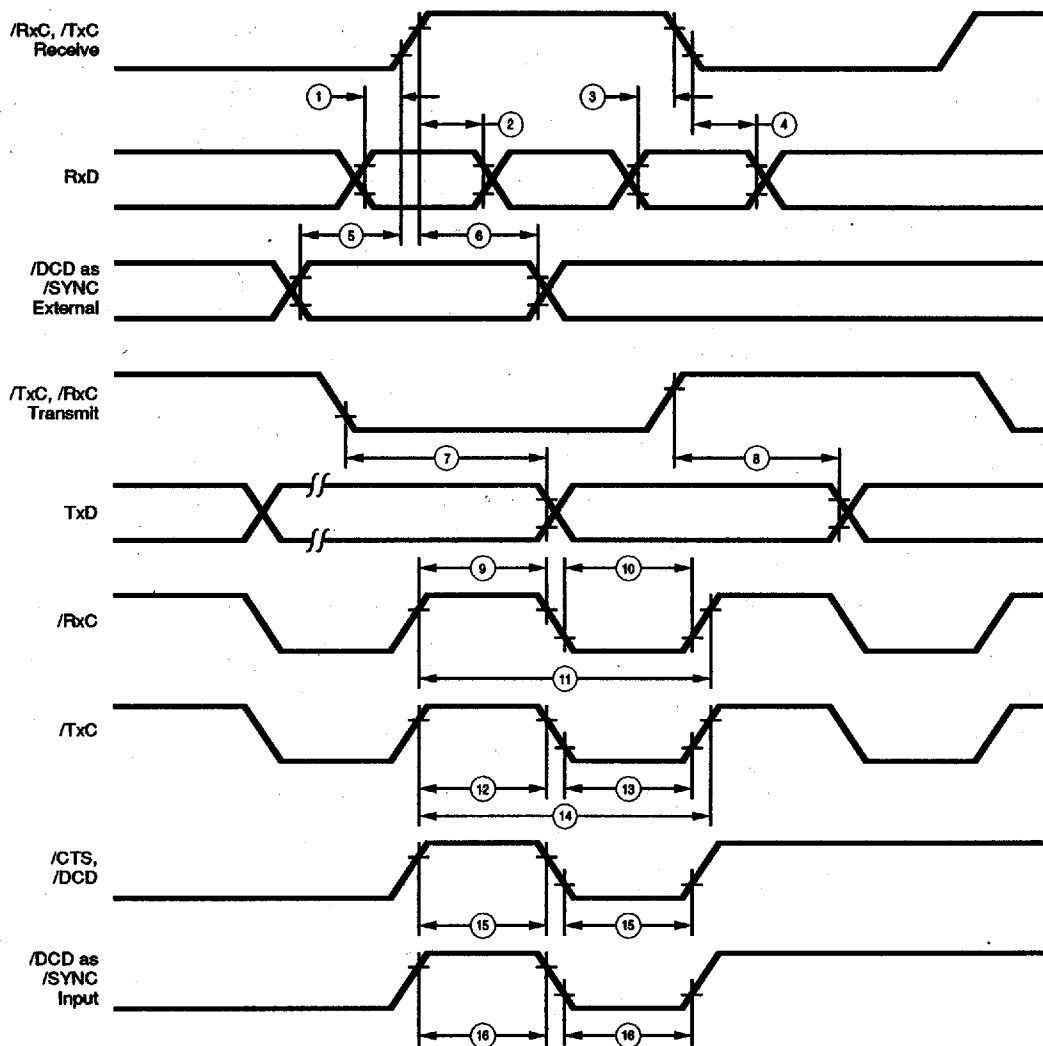 /RxC, /TxC
Receive
1
3
2
4
RxD
5
6
/DCD as
/SYNC
External
/TxC, /RxC
Transmit
7
8
TxD
9
10
/RxC
11
/TxC
12
13
14
/CTS,
/DCD
15
15
/DCD as
/SYNC
Input
16
16